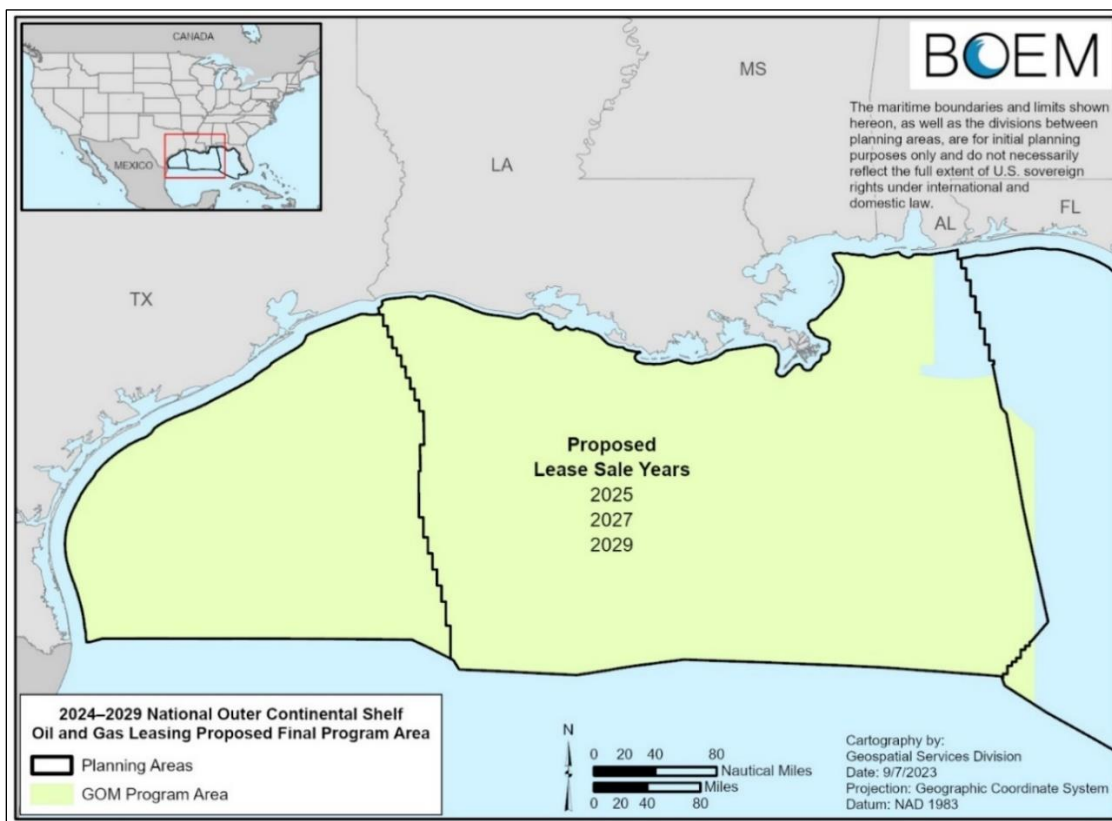 CANADA
MEXICO
BOEM
The maritime boundaries and limits shown
hereon, as well as the divisions between
planning areas, are for initial planning
purposes only and do not necessarily
reflect the full extent of U.S. sovereign
rights under international and
domestic law.
MS
LA
AL
FL
TX
Proposed
Lease Sale Years
2025
2027
2029
2024–2029 National Outer Continental Shelf
Oil and Gas Leasing Proposed Final Program Area
Planning Areas
GOM Program Area
N
0 20 40 80
Nautical Miles
Miles
0 20 40 80
Cartography by:
Geospatial Services Division
Date: 9/7/2023
Projection: Geographic Coordinate System
Datum: NAD 1983